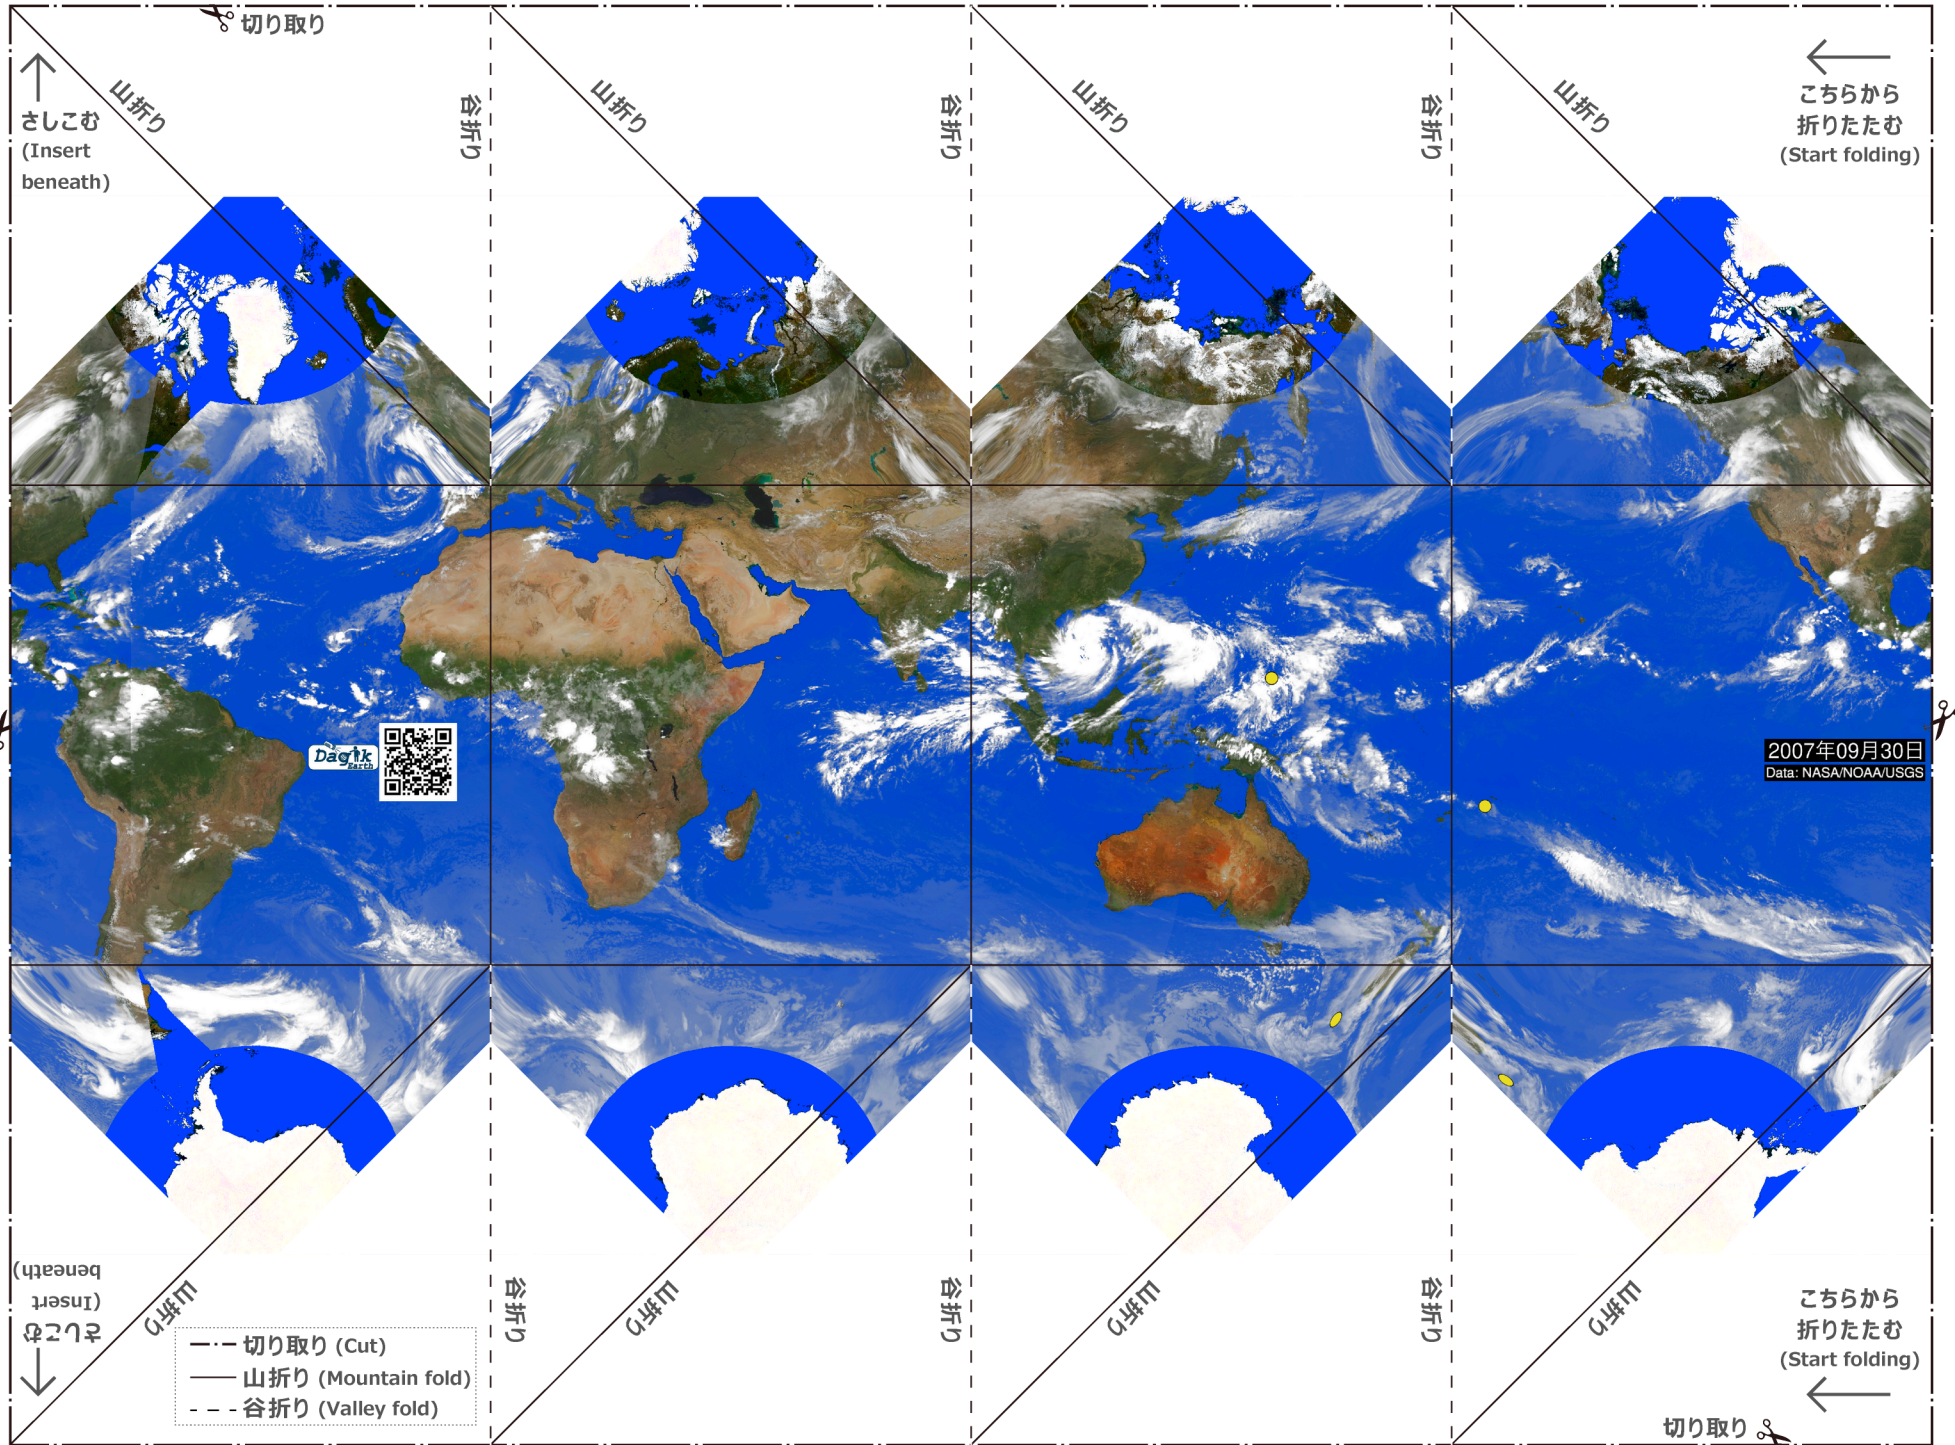 切り取り
さしこむ
(Insert
beneath)
山折り
谷折り
山折り
谷折り
山折り
谷折り
山折り
こちらから
折りたたむ
(Start folding)
Dagik
Earth
2007年09月30日
Data: NASA/NOAA/USGS
さしこむ
(Insert
beneath)
山折り
谷折り
山折り
谷折り
山折り
谷折り
山折り
こちらから
折りたたむ
(Start folding)
切り取り (Cut)
山折り (Mountain fold)
谷折り (Valley fold)
切り取り